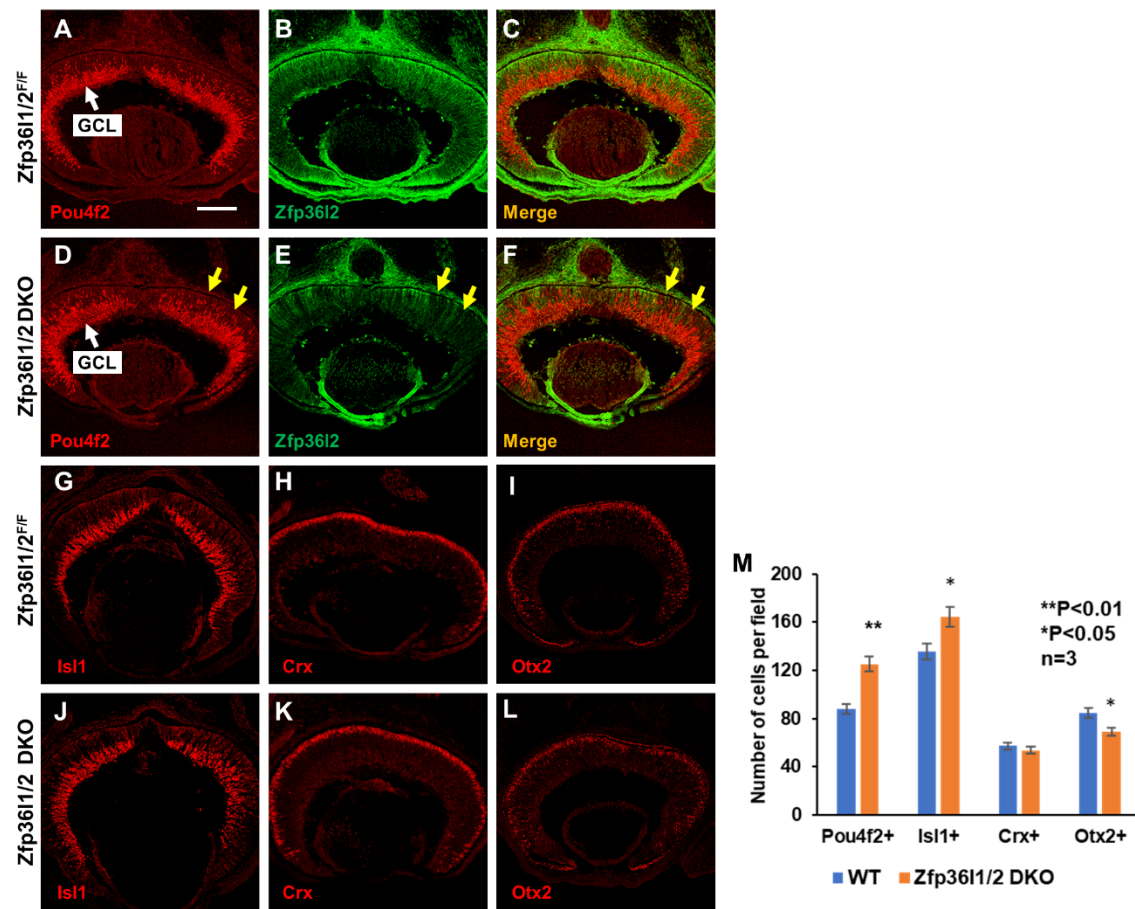 A
B
C
Zfp36l1/2F/F
GCL
Pou4f2
Zfp36l2
Merge
D
E
F
Zfp36l1/2 DKO
GCL
Pou4f2
Zfp36l2
Merge
G
H
I
Zfp36l1/2F/F
Isl1
Crx
Otx2
J
K
L
Zfp36l1/2 DKO
Isl1
Crx
Otx2
M
Number of cells per field
200
160
120
80
40
0
**
*
*
**P<0.01
*P<0.05
n=3
Pou4f2+
Isl1+
Crx+
Otx2+
WT
Zfp36l1/2 DKO